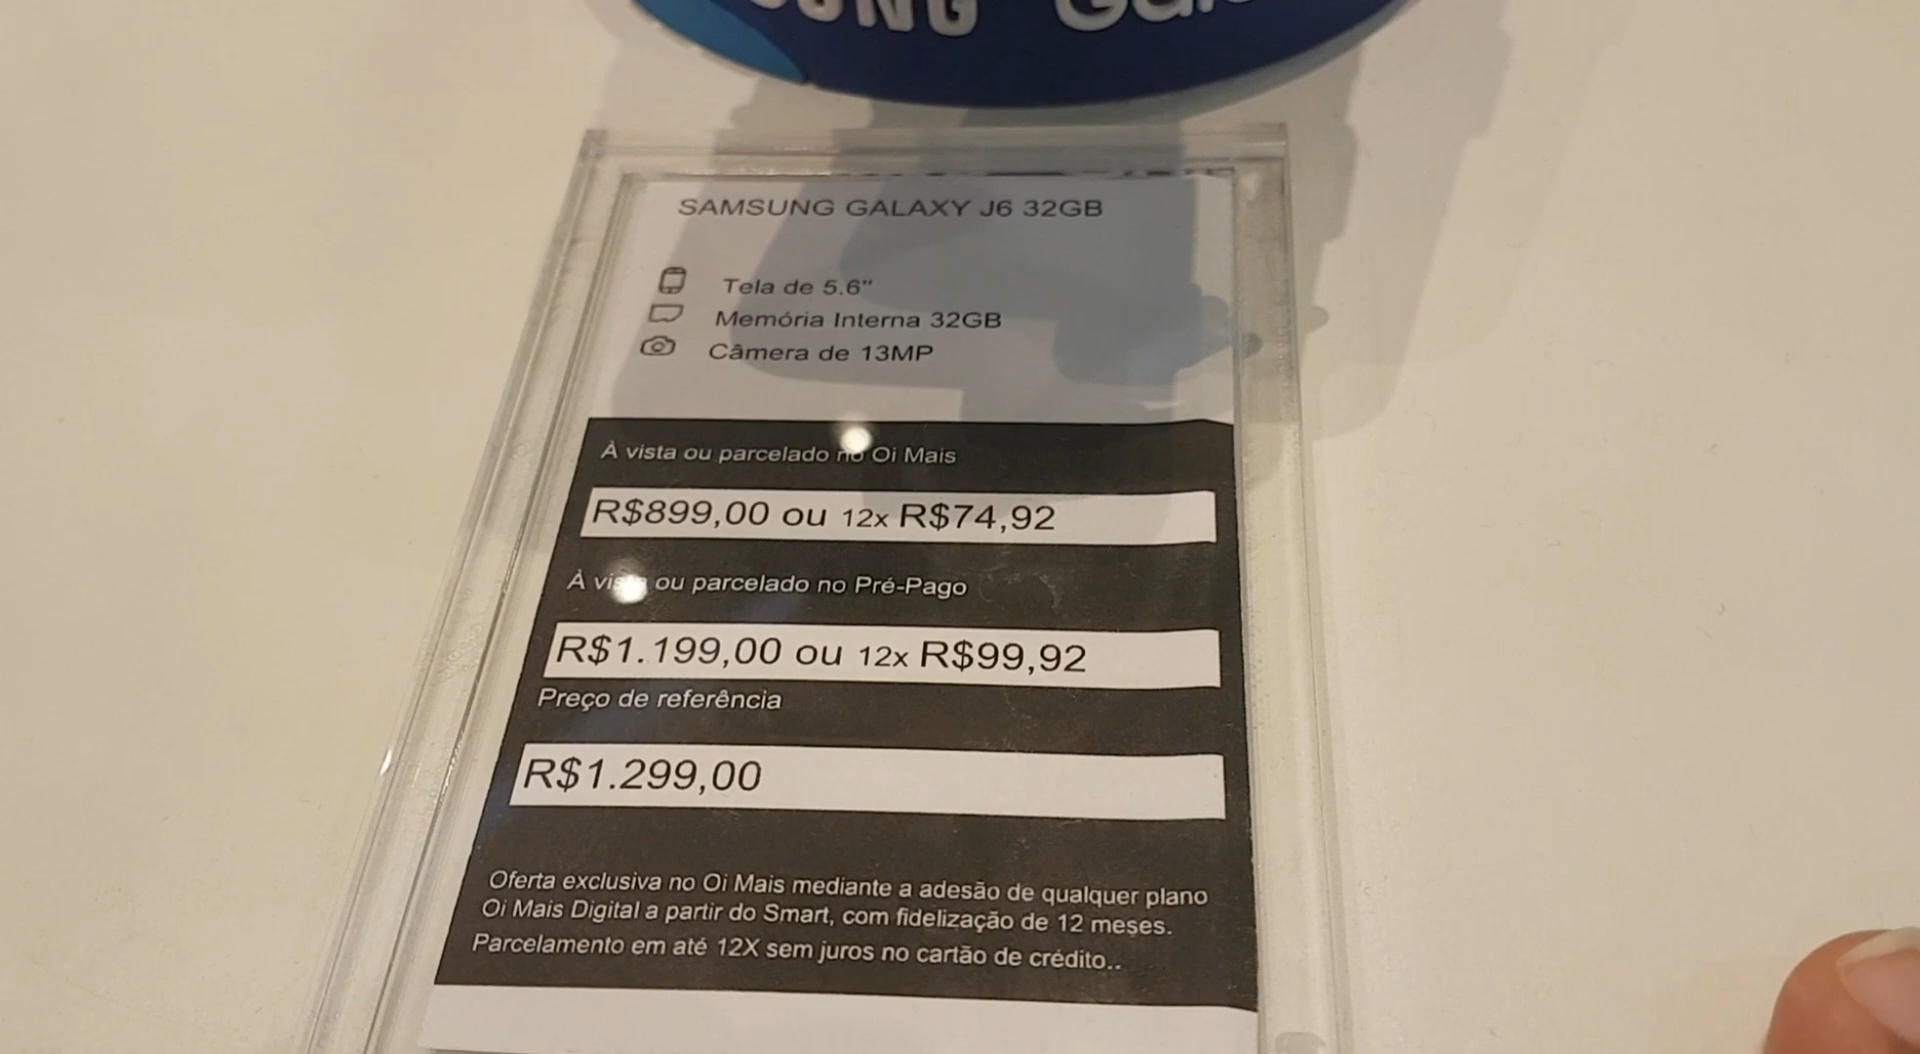 SAMSUNG GALAXY J6 32GB
Tela de 5.6"
Memória Interna 32GB
Câmera de 13MP
À vista ou parcelado no Oi Mais
R$899,00 ou 12x R$74,92
À vista ou parcelado no Pré-Pago
R$1.199,00 ou 12x R$99,92
Preço de referência
R$1.299,00
Oferta exclusiva no Oi Mais mediante a adesão de qualquer plano
Oi Mais Digital a partir do Smart, com fidelização de 12 meses.
Parcelamento em até 12X sem juros no cartão de crédito..